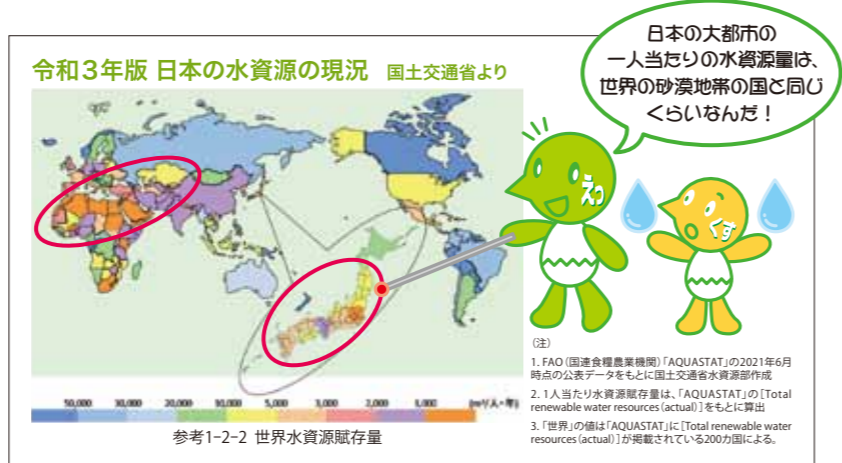 日本の大都市の
一人当たりの水資源量は、
世界の砂漠地帯の国と同じ
くらいなんだ！
令和3年版 日本の水資源の現況 国土交通省より
えっ
くす
50,000 30,000 20,000 10,000 5,000 3,000 2,000 1,000 (m³/人・年)
参考1-2-2 世界水資源賦存量
(注)
1. FAO(国連食糧農業機関)「AQUASTAT」の2021年6月
時点の公表データをもとに国土交通省水資源部作成
2. 1人当たり水資源賦存量は、「AQUASTAT」の[Total
renewable water resources(actual)]をもとに算出
3. 「世界」の値は「AQUASTAT」に[Total renewable water
resources(actual)]が掲載されている200カ国による。